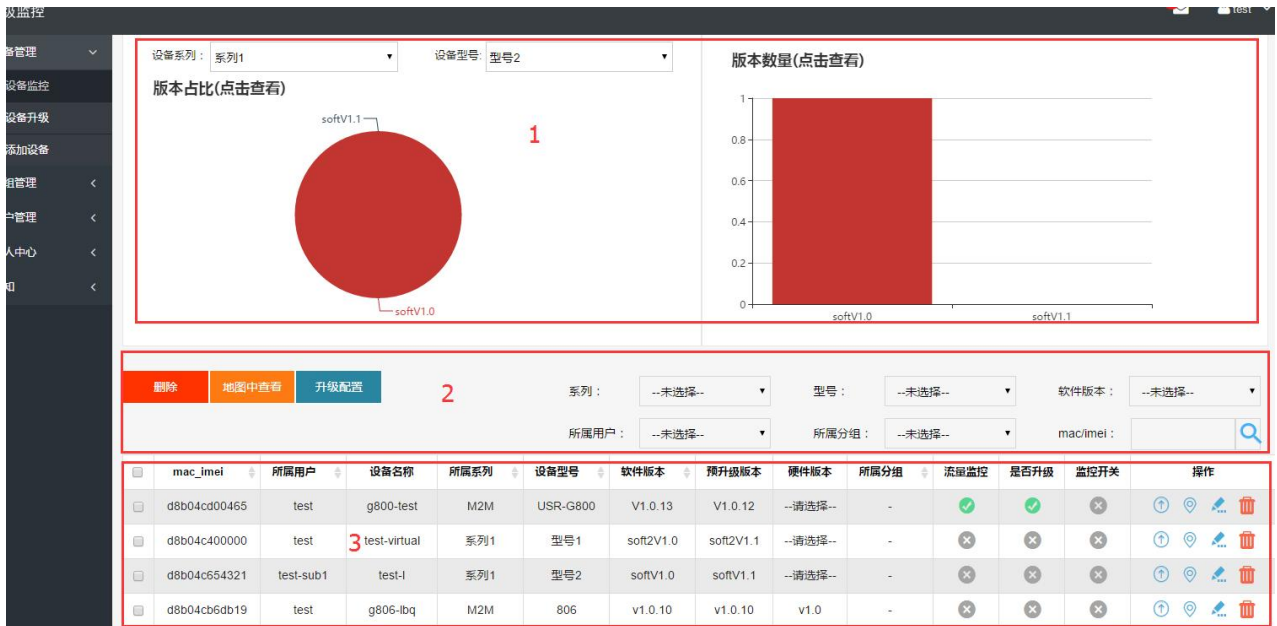 级监控
test
备管理
设备监控
设备升级
添加设备
组管理
户管理
人中心
知
设备系列： 系列1 设备型号: 型号2
版本占比(点击查看)
softV1.1
softV1.0
1
版本数量(点击查看)
1
0.8
0.6
0.4
0.2
0
softV1.0 softV1.1
删除 地图中查看 升级配置 2 系列： --未选择-- 型号： --未选择-- 软件版本： --未选择--
所属用户： --未选择-- 所属分组： --未选择-- mac/imei：
mac_imei 所属用户 设备名称 所属系列 设备型号 软件版本 预升级版本 硬件版本 所属分组 流量监控 是否升级 监控开关 操作
d8b04cd00465 test g800-test M2M USR-G800 V1.0.13 V1.0.12 --请选择-- -
d8b04c400000 test 3 test-virtual 系列1 型号1 soft2V1.0 soft2V1.1 --请选择-- -
d8b04c654321 test-sub1 test-l 系列1 型号2 softV1.0 softV1.1 --请选择-- -
d8b04cb6db19 test g806-lbq M2M 806 v1.0.10 v1.0.10 v1.0 -